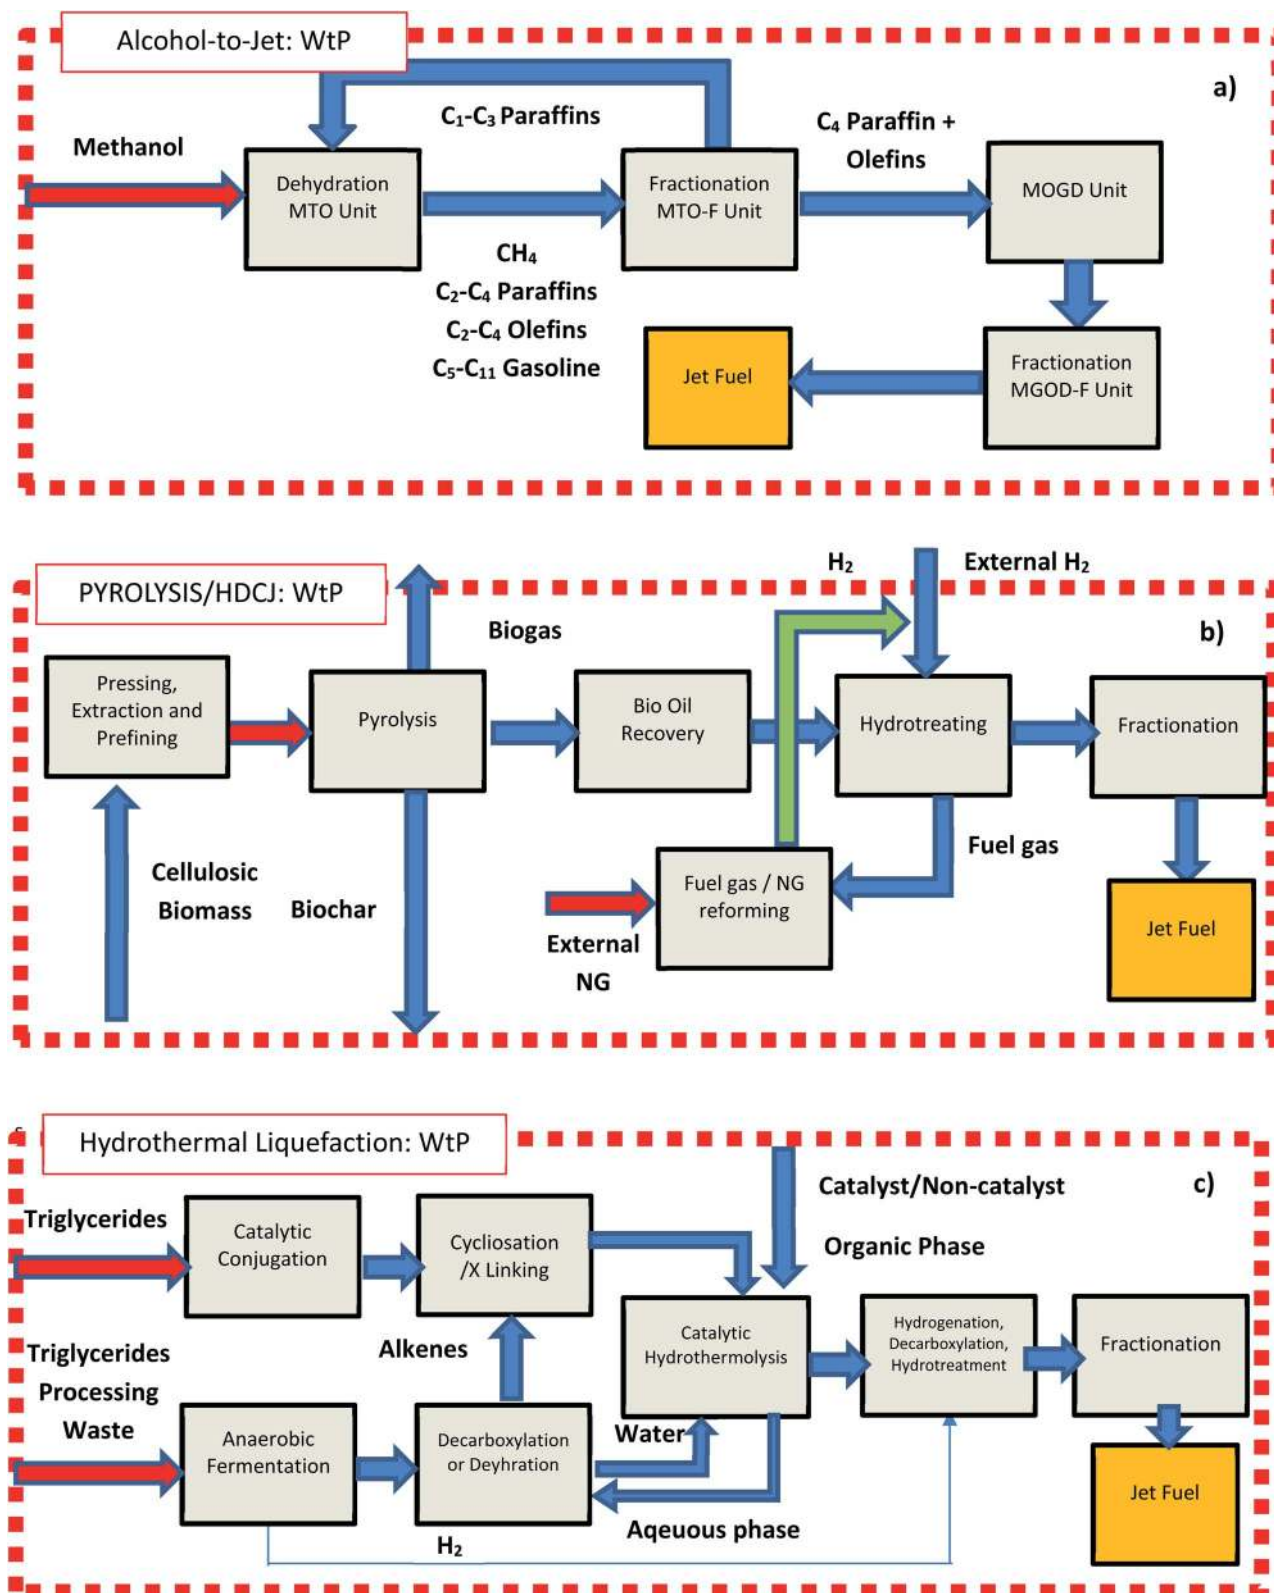 Alcohol-to-Jet: WtP
a)
Methanol
C₁-C₃ Paraffins
C₄ Paraffin +
Olefins
Dehydration
MTO Unit
Fractionation
MTO-F Unit
MOGD Unit
CH₄
C₂-C₄ Paraffins
C₂-C₄ Olefins
C₅-C₁₁ Gasoline
Jet Fuel
Fractionation
MGOD-F Unit
PYROLYSIS/HDCJ: WtP
H₂
External H₂
b)
Biogas
Pressing,
Extraction and
Prefining
Pyrolysis
Bio Oil
Recovery
Hydrotreating
Fractionation
Cellulosic
Biomass
Biochar
Fuel gas
Fuel gas / NG
reforming
External
NG
Jet Fuel
Hydrothermal Liquefaction: WtP
c)
Catalyst/Non-catalyst
Organic Phase
Triglycerides
Catalytic
Conjugation
Cycliosation
/X Linking
Catalytic
Hydrothermolysis
Hydrogenation,
Decarboxylation,
Hydrotreatment
Fractionation
Alkenes
Triglycerides
Processing
Waste
Anaerobic
Fermentation
Decarboxylation
or Deyhration
Water
Aqeuous phase
H₂
Jet Fuel